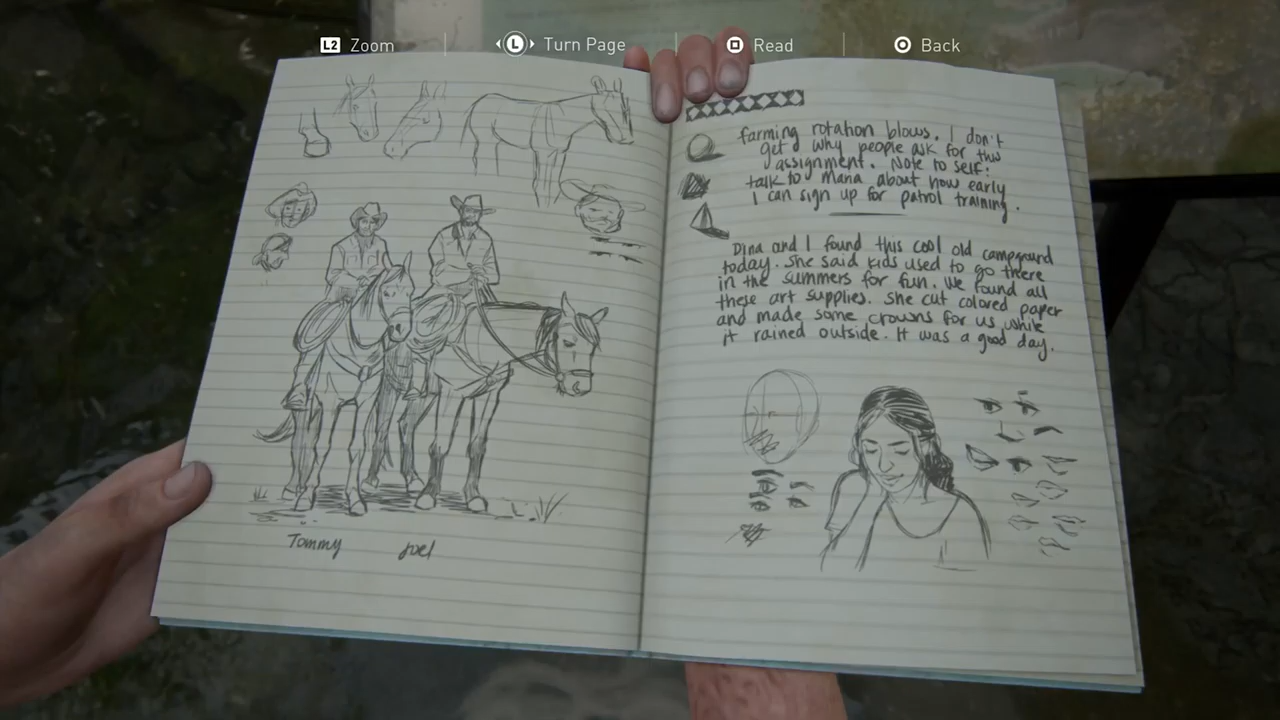 L2 Zoom
L Turn Page
Read
Back
Tommy
Joel
farming rotation blows. I don't
get why people ask for this
assignment. Note to self:
talk to Maria about how early
I can sign up for patrol training.
Dina and I found this cool old campground
today. She said kids used to go there
in the summers for fun. We found all
these art supplies. She cut colored paper
and made some crowns for us while
it rained outside. It was a good day.